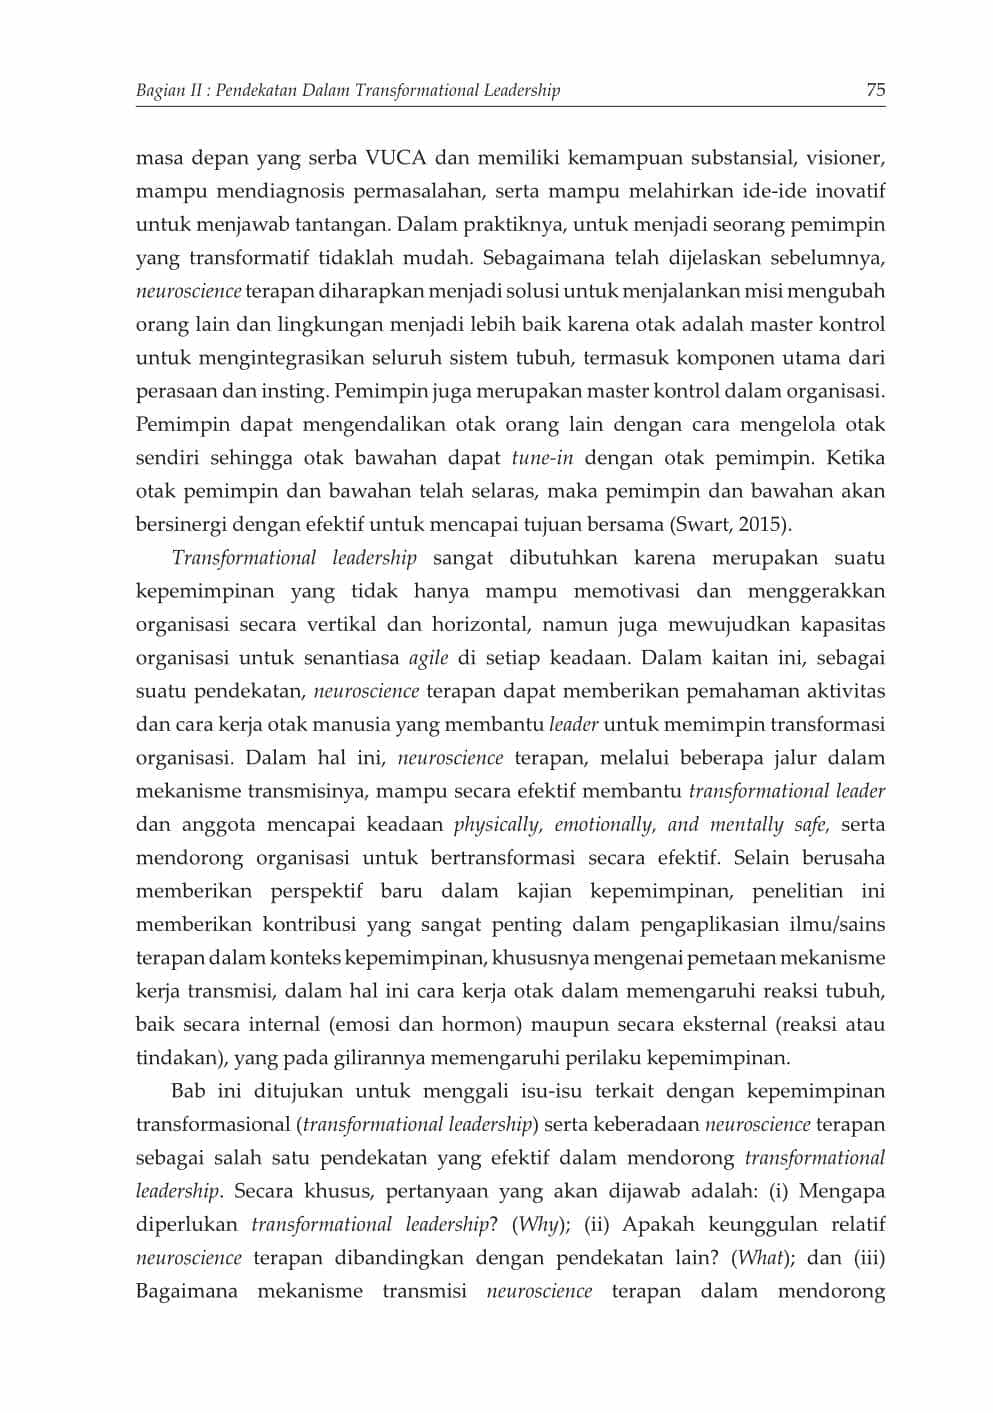 Bagian II : Pendekatan Dalam Transformational Leadership 75
masa depan yang serba VUCA dan memiliki kemampuan substansial, visioner,
mampu mendiagnosis permasalahan, serta mampu melahirkan ide-ide inovatif
untuk menjawab tantangan. Dalam praktiknya, untuk menjadi seorang pemimpin
yang transformatif tidaklah mudah. Sebagaimana telah dijelaskan sebelumnya,
neuroscience terapan diharapkan menjadi solusi untuk menjalankan misi mengubah
orang lain dan lingkungan menjadi lebih baik karena otak adalah master kontrol
untuk mengintegrasikan seluruh sistem tubuh, termasuk komponen utama dari
perasaan dan insting. Pemimpin juga merupakan master kontrol dalam organisasi.
Pemimpin dapat mengendalikan otak orang lain dengan cara mengelola otak
sendiri sehingga otak bawahan dapat tune-in dengan otak pemimpin. Ketika
otak pemimpin dan bawahan telah selaras, maka pemimpin dan bawahan akan
bersinergi dengan efektif untuk mencapai tujuan bersama (Swart, 2015).
Transformational leadership sangat dibutuhkan karena merupakan suatu
kepemimpinan yang tidak hanya mampu memotivasi dan menggerakkan
organisasi secara vertikal dan horizontal, namun juga mewujudkan kapasitas
organisasi untuk senantiasa agile di setiap keadaan. Dalam kaitan ini, sebagai
suatu pendekatan, neuroscience terapan dapat memberikan pemahaman aktivitas
dan cara kerja otak manusia yang membantu leader untuk memimpin transformasi
organisasi. Dalam hal ini, neuroscience terapan, melalui beberapa jalur dalam
mekanisme transmisinya, mampu secara efektif membantu transformational leader
dan anggota mencapai keadaan physically, emotionally, and mentally safe, serta
mendorong organisasi untuk bertransformasi secara efektif. Selain berusaha
memberikan perspektif baru dalam kajian kepemimpinan, penelitian ini
memberikan kontribusi yang sangat penting dalam pengaplikasian ilmu/sains
terapan dalam konteks kepemimpinan, khususnya mengenai pemetaan mekanisme
kerja transmisi, dalam hal ini cara kerja otak dalam memengaruhi reaksi tubuh,
baik secara internal (emosi dan hormon) maupun secara eksternal (reaksi atau
tindakan), yang pada gilirannya memengaruhi perilaku kepemimpinan.
Bab ini ditujukan untuk menggali isu-isu terkait dengan kepemimpinan
transformasional (transformational leadership) serta keberadaan neuroscience terapan
sebagai salah satu pendekatan yang efektif dalam mendorong transformational
leadership. Secara khusus, pertanyaan yang akan dijawab adalah: (i) Mengapa
diperlukan transformational leadership? (Why); (ii) Apakah keunggulan relatif
neuroscience terapan dibandingkan dengan pendekatan lain? (What); dan (iii)
Bagaimana mekanisme transmisi neuroscience terapan dalam mendorong